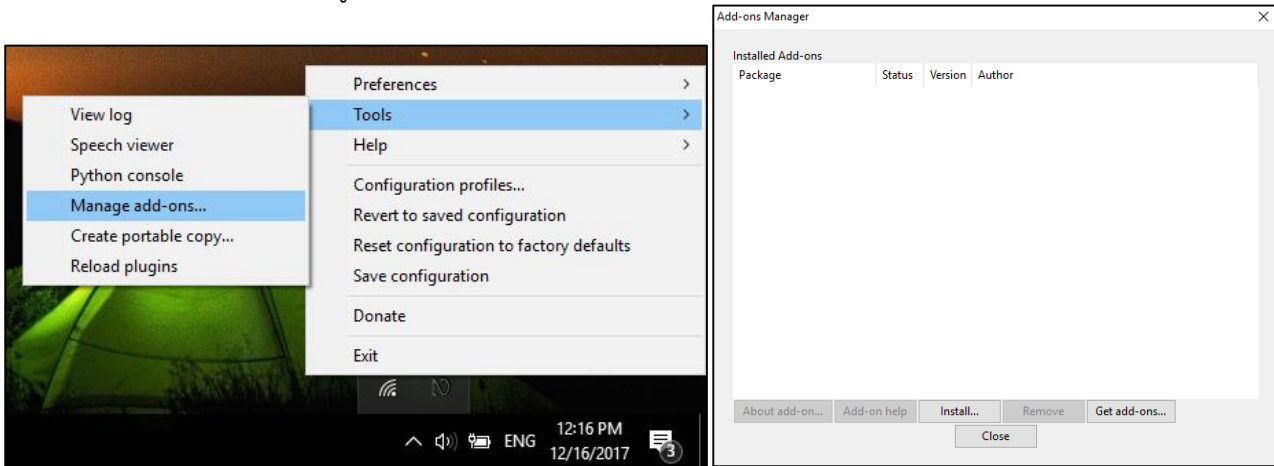 Preferences
Tools
Help
Configuration profiles...
Revert to saved configuration
Reset configuration to factory defaults
Save configuration
Donate
Exit
View log
Speech viewer
Python console
Manage add-ons...
Create portable copy...
Reload plugins
ENG
12:16 PM
12/16/2017
3
Add-ons Manager
Installed Add-ons
Package Status Version Author
About add-on... Add-on help Install... Remove Get add-ons...
Close